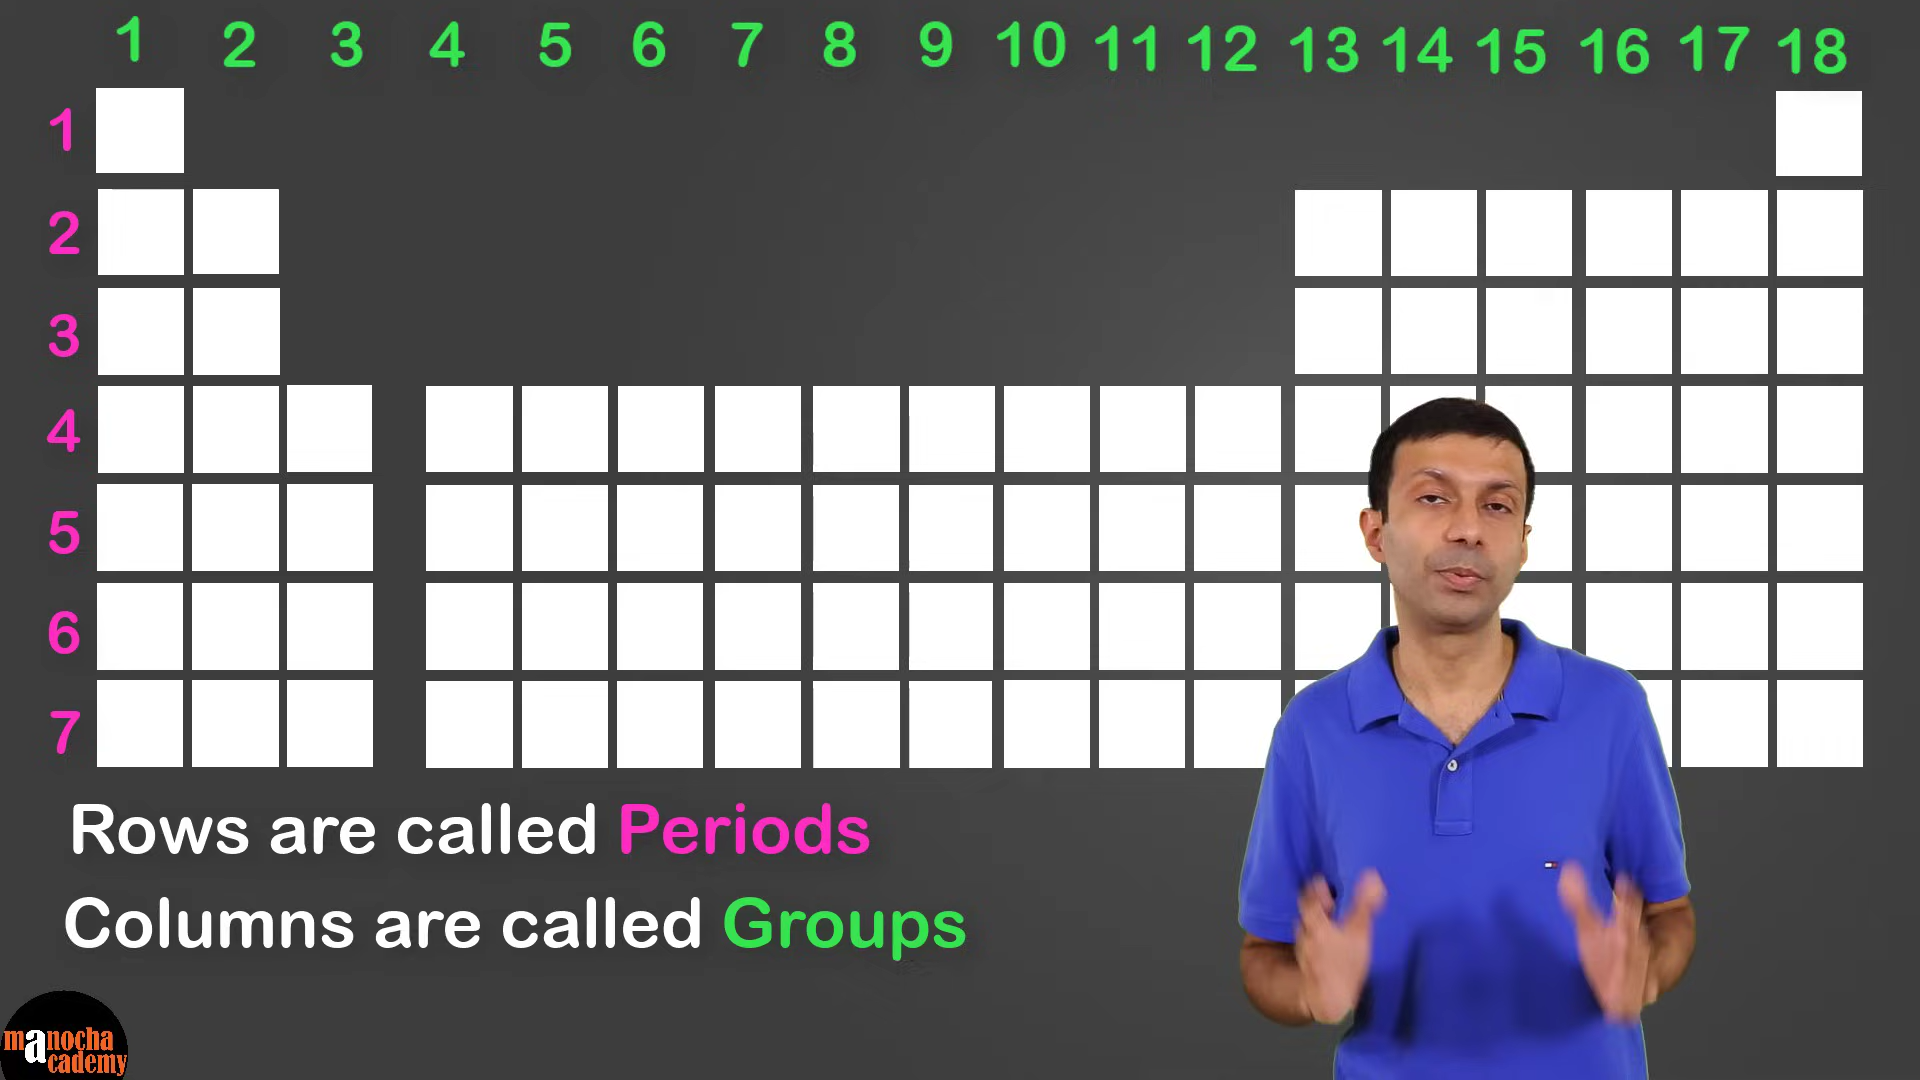 1 2 3 4 5 6 7 8 9 10 11 12 13 14 15 16 17 18
1
2
3
4
5
6
7
Rows are called Periods
Columns are called Groups
manocha
academy